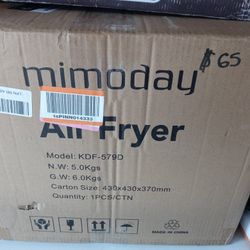 mimoday
$65
16PINN014333
Air Fryer
Model: KDF-579D
N.W: 5.0Kgs
G.W: 6.0Kgs
Carton Size: 430x430x370mm
Quantity: 1PCS/CTN
MADE IN CHINA